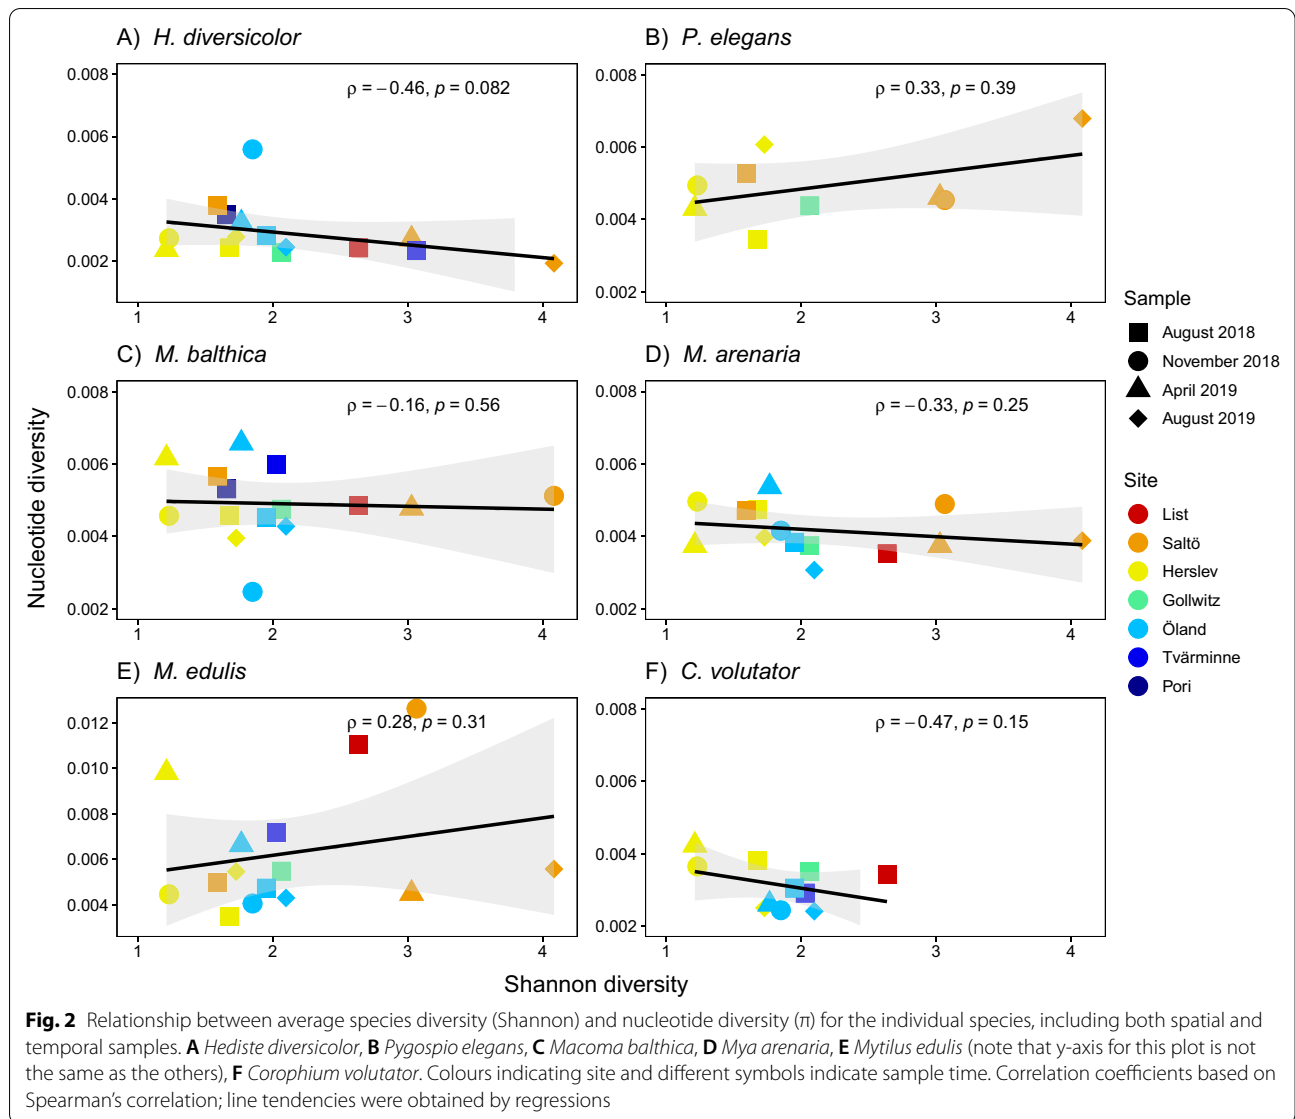 A) H. diversicolor
B) P. elegans
0.008
0.006
0.004
0.002
ρ = −0.46, p = 0.082
1 2 3 4
0.008
0.006
0.004
0.002
ρ = 0.33, p = 0.39
1 2 3 4
C) M. balthica
D) M. arenaria
0.008
0.006
0.004
0.002
ρ = −0.16, p = 0.56
1 2 3 4
0.008
0.006
0.004
0.002
ρ = −0.33, p = 0.25
1 2 3 4
E) M. edulis
F) C. volutator
0.012
0.010
0.008
0.006
0.004
ρ = 0.28, p = 0.31
1 2 3 4
0.008
0.006
0.004
0.002
ρ = −0.47, p = 0.15
1 2 3 4
Nucleotide diversity
Shannon diversity
Sample
August 2018
November 2018
April 2019
August 2019
Site
List
Saltö
Herslev
Gollwitz
Öland
Tvärminne
Pori
Fig. 2 Relationship between average species diversity (Shannon) and nucleotide diversity (π) for the individual species, including both spatial and
temporal samples. A Hediste diversicolor, B Pygospio elegans, C Macoma balthica, D Mya arenaria, E Mytilus edulis (note that y-axis for this plot is not
the same as the others), F Corophium volutator. Colours indicating site and different symbols indicate sample time. Correlation coefficients based on
Spearman's correlation; line tendencies were obtained by regressions